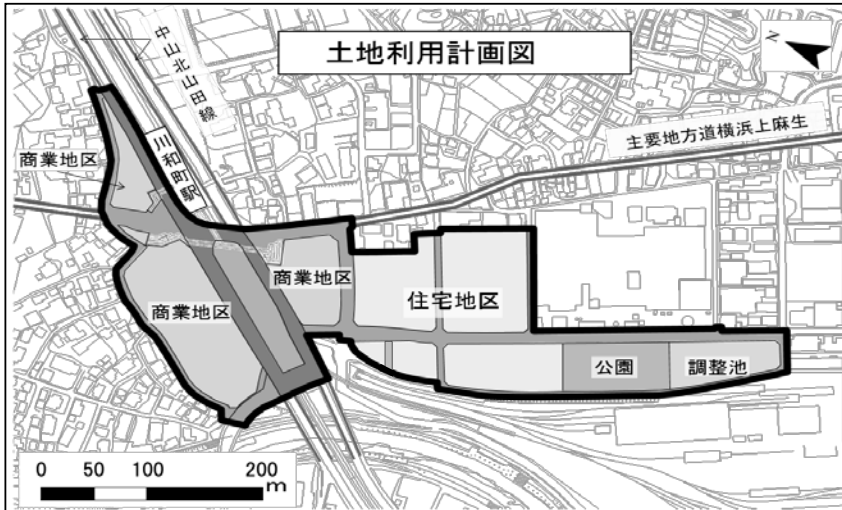 土地利用計画図
N
中山北山田線
川和町駅
主要地方道横浜上麻生
商業地区
商業地区
商業地区
住宅地区
公園
調整池
0 50 100 200
m